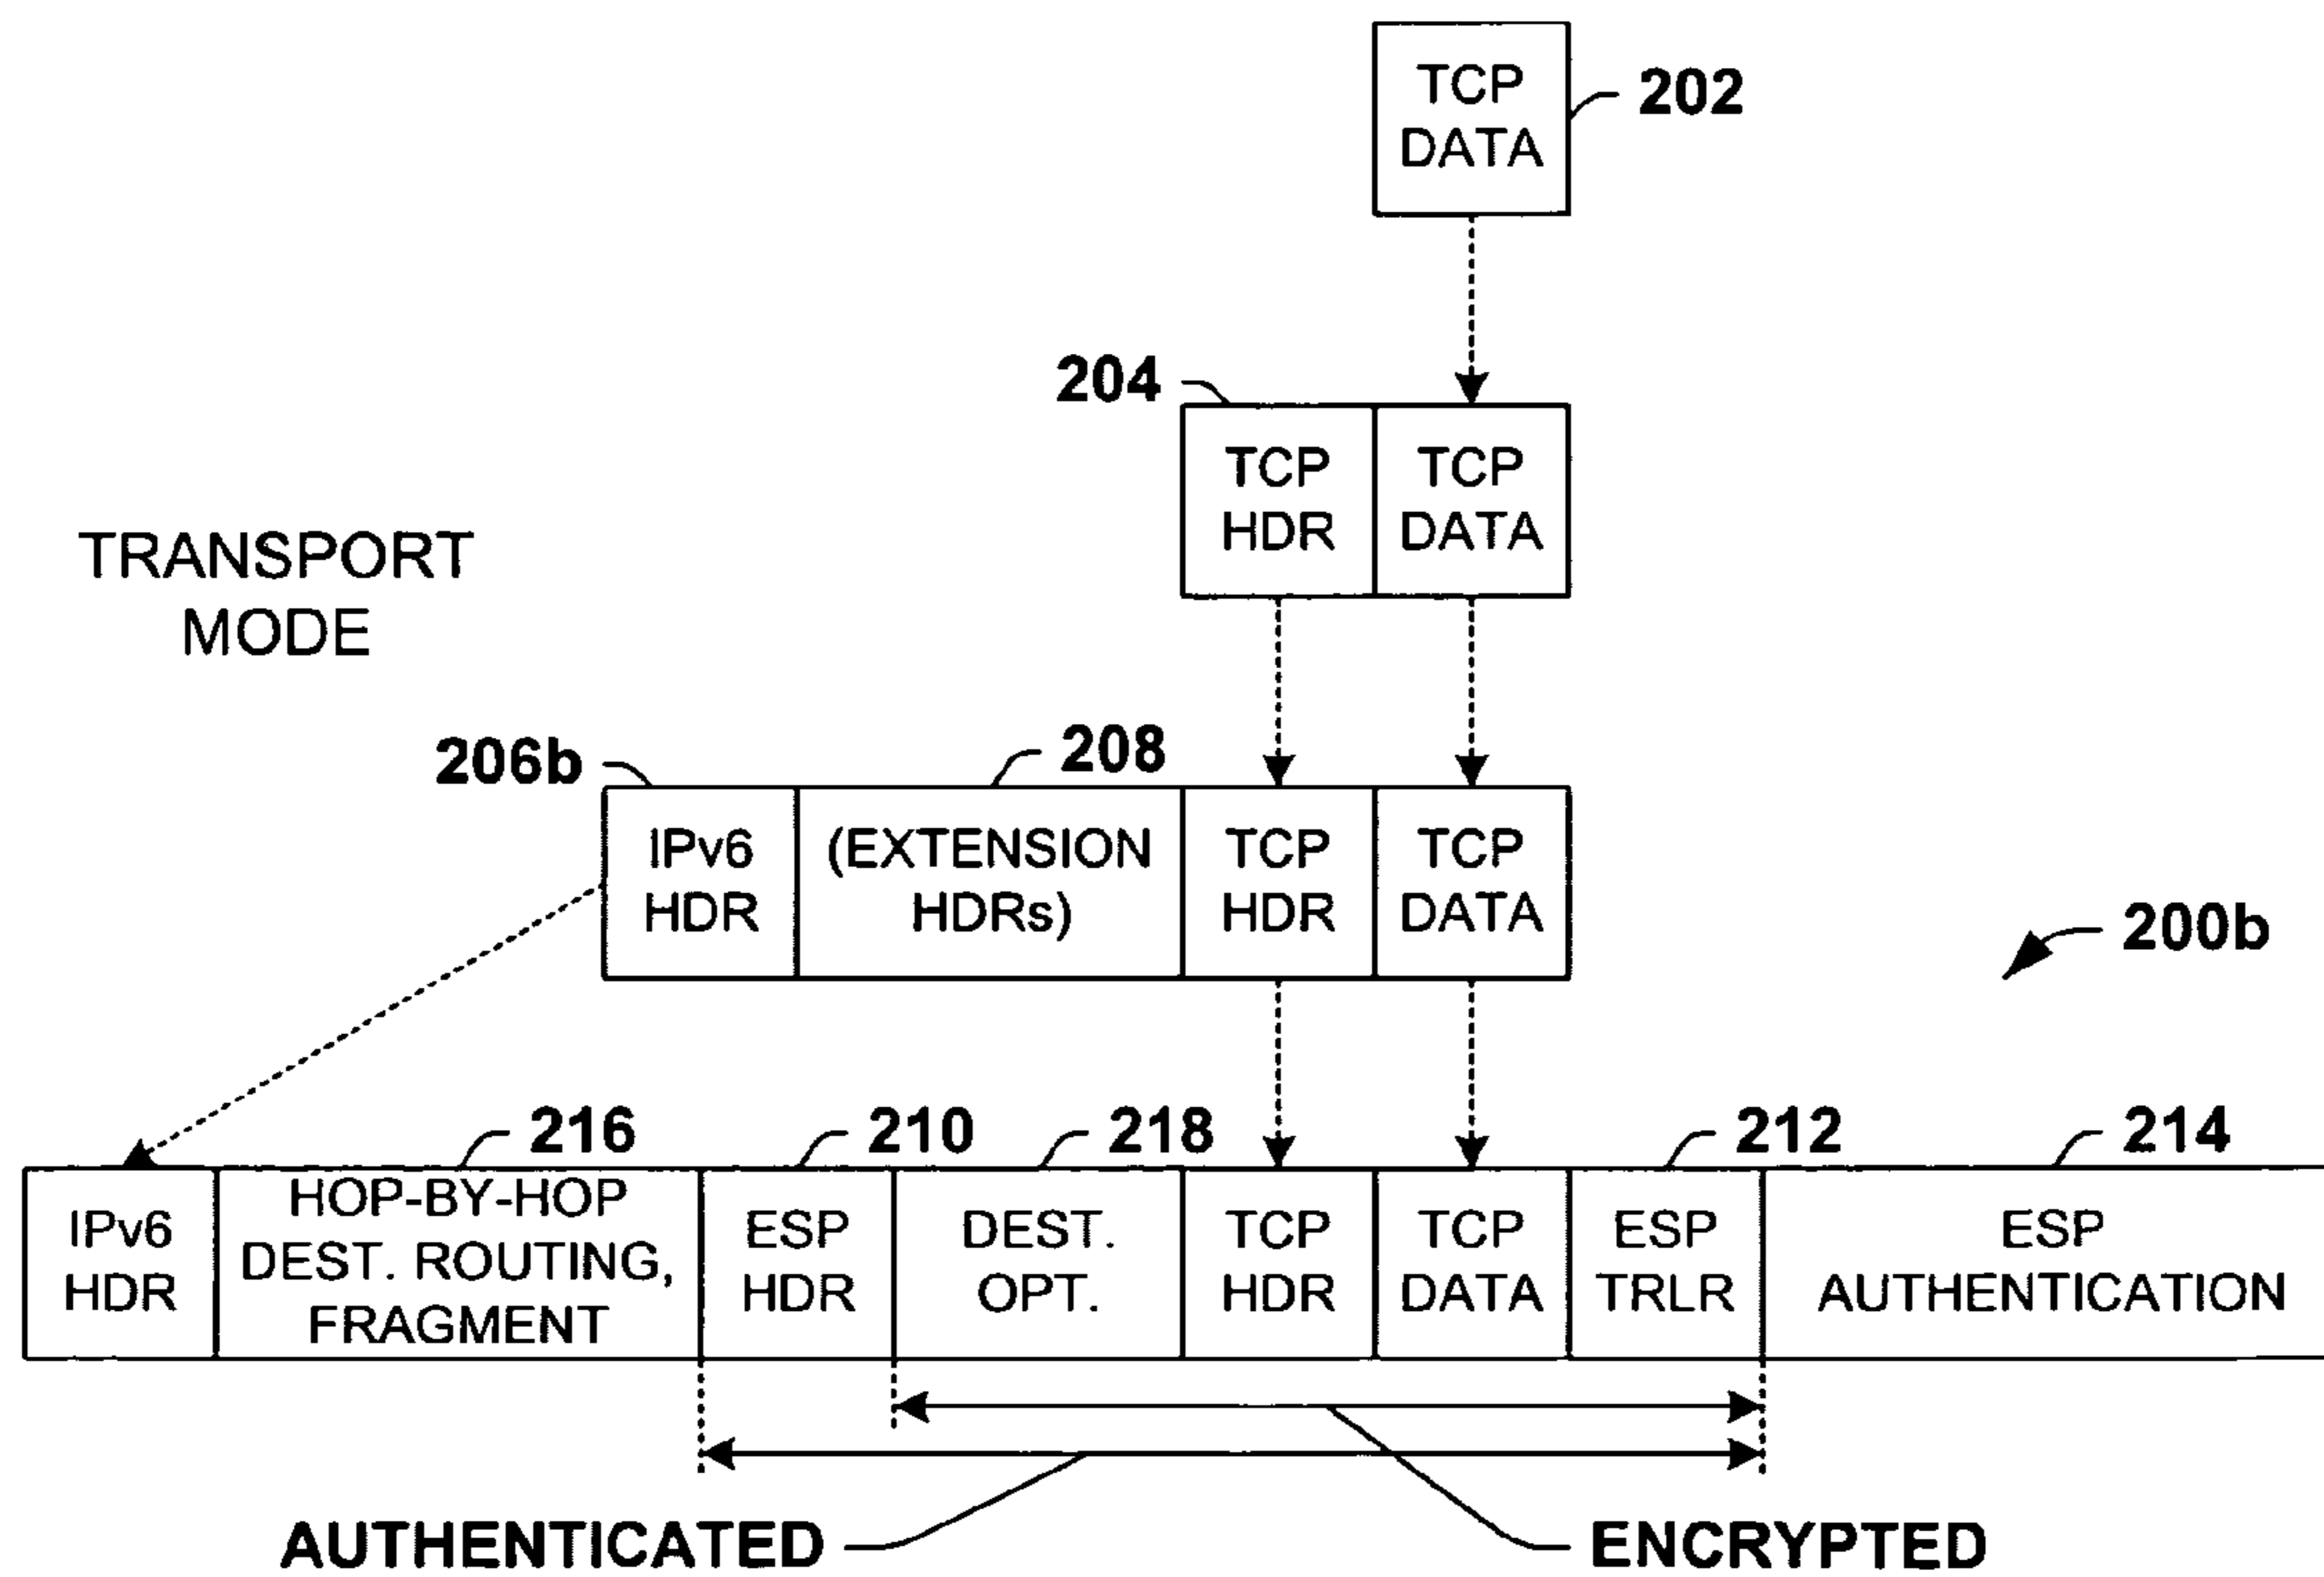 TCP
DATA
202
204
TCP
HDR
TCP
DATA
TRANSPORT
MODE
206b
208
IPv6
HDR
(EXTENSION
HDRs)
TCP
HDR
TCP
DATA
200b
216
210
218
212
214
IPv6
HDR
HOP-BY-HOP
DEST. ROUTING,
FRAGMENT
ESP
HDR
DEST.
OPT.
TCP
HDR
TCP
DATA
ESP
TRLR
ESP
AUTHENTICATION
AUTHENTICATED
ENCRYPTED